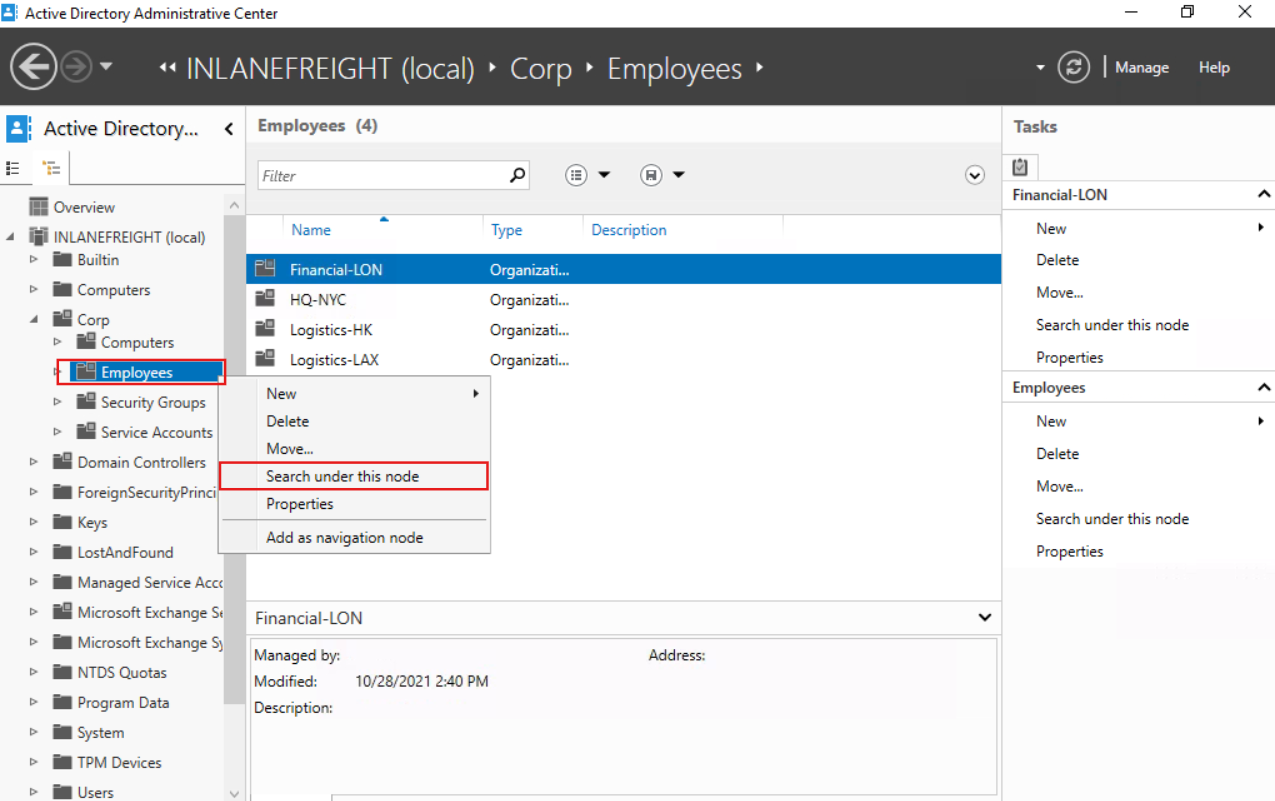 Active Directory Administrative Center
INLANEFREIGHT (local) Corp Employees
Manage Help
Active Directory...
Overview
INLANEFREIGHT (local)
Builtin
Computers
Corp
Computers
Employees
Security Groups
Service Accounts
Domain Controllers
ForeignSecurityPrinci
Keys
LostAndFound
Managed Service Acco
Microsoft Exchange Se
Microsoft Exchange Sy
NTDS Quotas
Program Data
System
TPM Devices
Users
Employees (4)
Filter
Name Type Description
Financial-LON Organizati...
HQ-NYC Organizati...
Logistics-HK Organizati...
Logistics-LAX Organizati...
New
Delete
Move...
Search under this node
Properties
Add as navigation node
Financial-LON
Managed by: Address:
Modified: 10/28/2021 2:40 PM
Description:
Tasks
Financial-LON
New
Delete
Move...
Search under this node
Properties
Employees
New
Delete
Move...
Search under this node
Properties